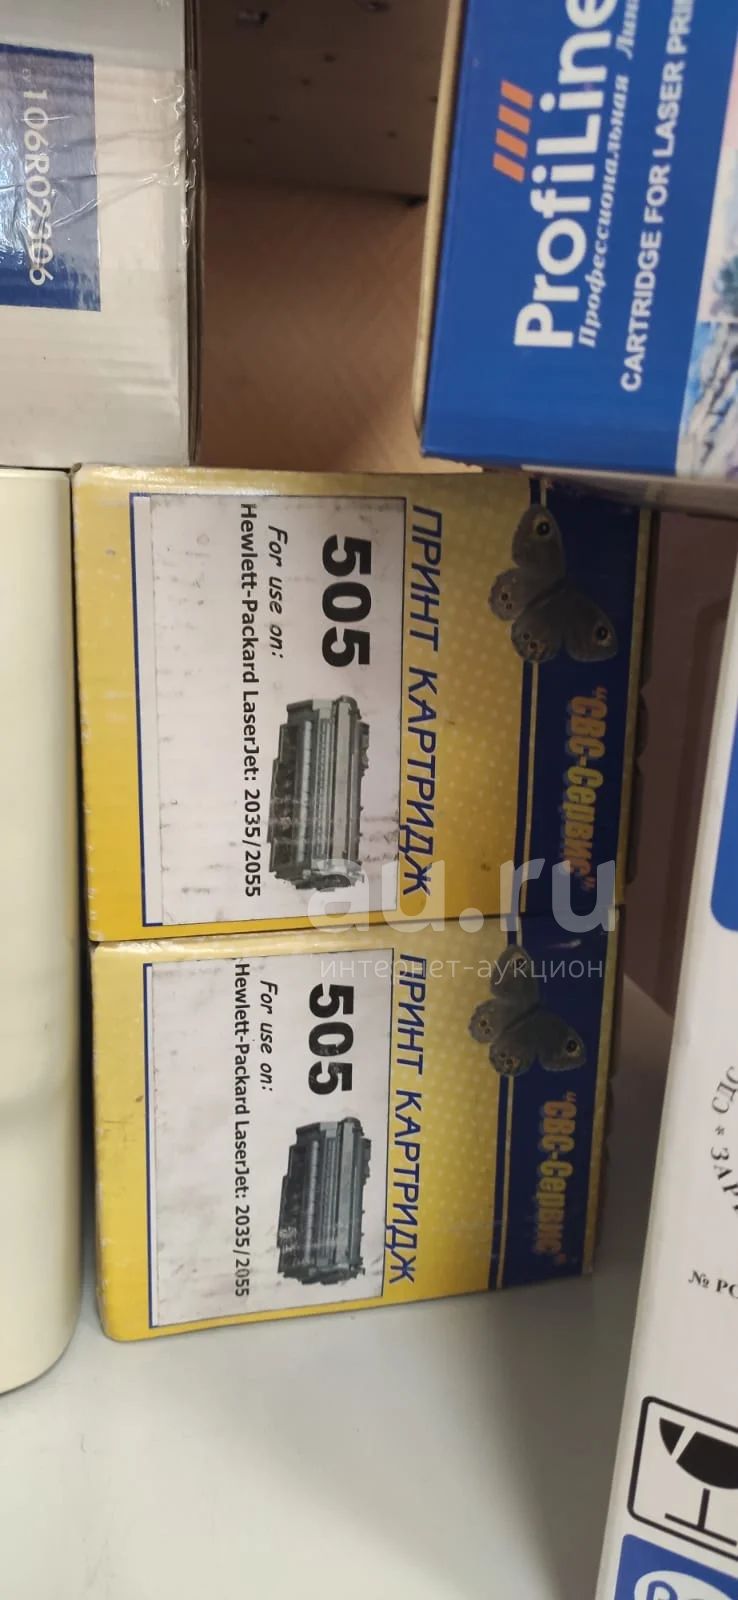 106R02306
ProfiLine
Профессиональная
CARTRIDGE FOR LASER
"СВС-Сервис"
ПРИНТ КАРТРИДЖ
505
For use on:
Hewlett-Packard LaserJet: 2035/2055
"СВС-Сервис"
ПРИНТ КАРТРИДЖ
505
For use on:
Hewlett-Packard LaserJet: 2035/2055
au.ru
интернет-аукцион
№